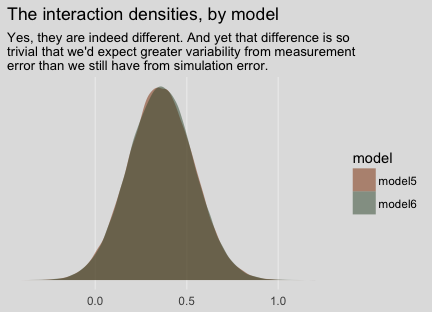 The interaction densities, by model
Yes, they are indeed different. And yet that difference is so
trivial that we'd expect greater variability from measurement
error than we still have from simulation error.
model
model5
model6
0.0 0.5 1.0